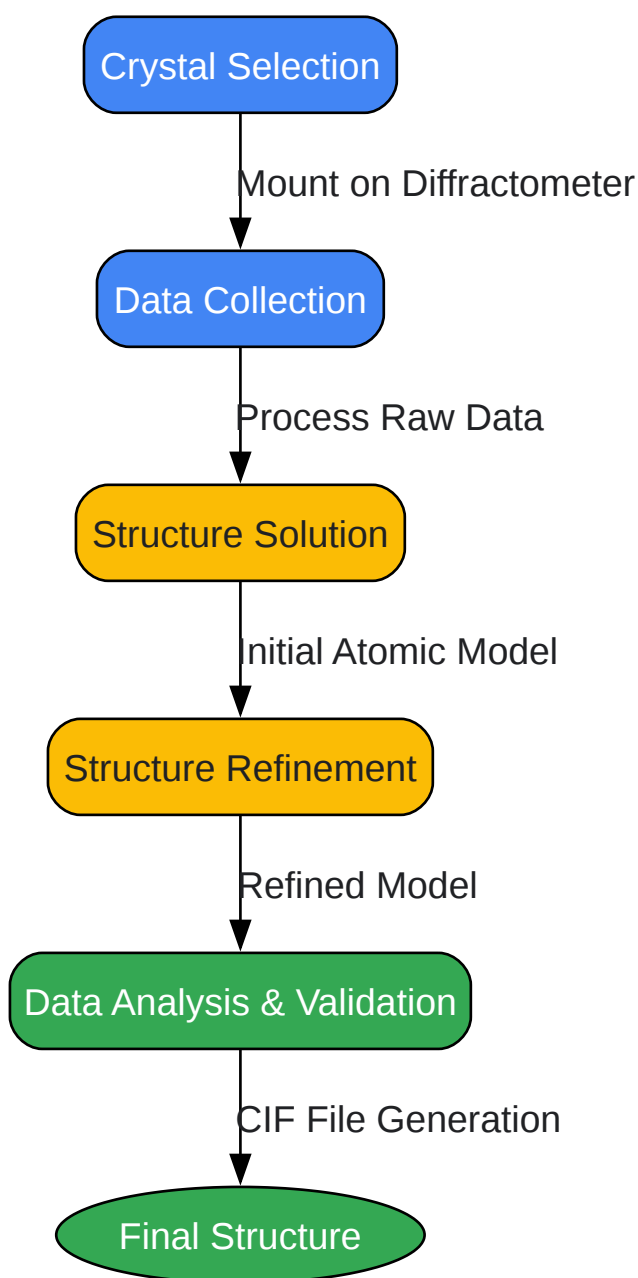 Crystal Selection
Mount on Diffractometer
Data Collection
Process Raw Data
Structure Solution
Initial Atomic Model
Structure Refinement
Refined Model
Data Analysis & Validation
CIF File Generation
Final Structure